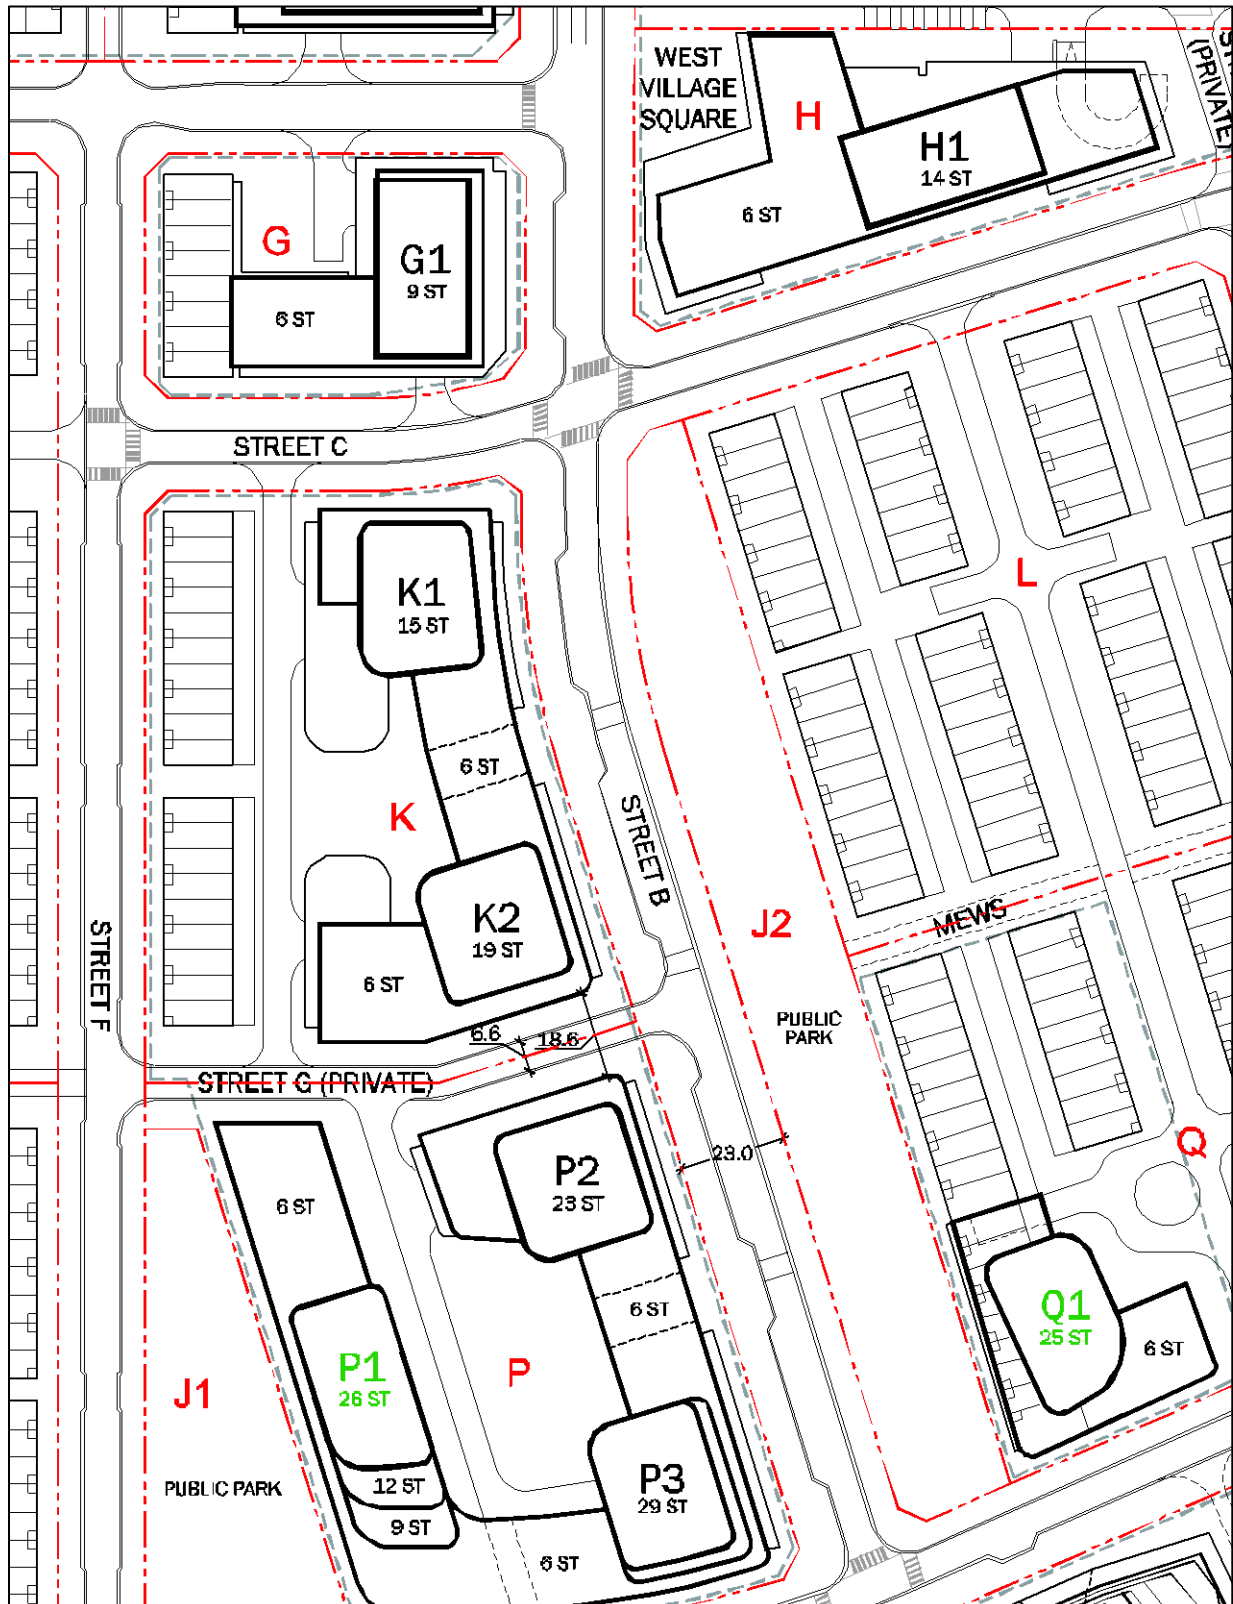 WEST
VILLAGE
SQUARE
H
(PRIVATE)
H1
14 ST
6 ST
G
G1
9 ST
6 ST
STREET C
K1
15 ST
L
6 ST
K
STREET B
K2
19 ST
6 ST
J2
MEWS
STREET F
PUBLIC
PARK
6.6
18.6
STREET G (PRIVATE)
23.0
Q
P2
23 ST
6 ST
6 ST
Q1
25 ST
6 ST
P1
26 ST
P
J1
P3
29 ST
12 ST
PUBLIC PARK
9 ST
6 ST